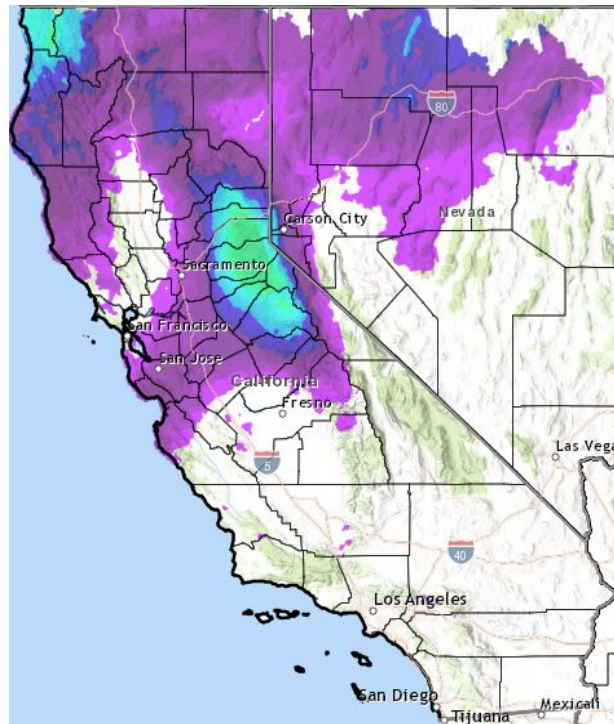 80
Nevada
Carson City
Sacramento
San Francisco
San Jose
California
Fresno
5
Las Vega
40
Los Angeles
San Diego
Tijuana
Mexicali